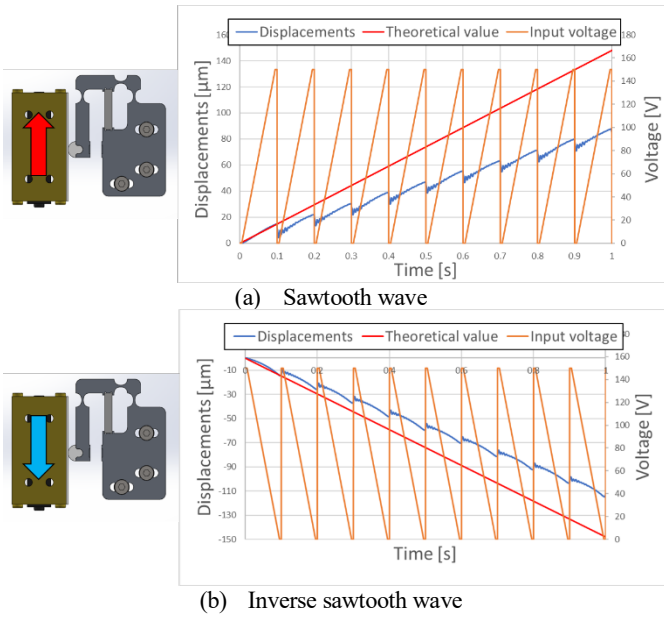 Displacements Theoretical value Input voltage
160 180
140 160
120 140
100 120
80 100
60 80
40 60
20 40
0 20
0
Displacements [μm]
Voltage [V]
0 0.1 0.2 0.3 0.4 0.5 0.6 0.7 0.8 0.9 1
Time [s]
(a) Sawtooth wave
Displacements Theoretical value Input voltage
-10 160
-30 140
-50 120
-70 100
-90 80
-110 60
-130 40
-150 20
0
0 0.2 0.4 0.6 0.8 1
Displacements [μm]
Voltage [V]
Time [s]
(b) Inverse sawtooth wave